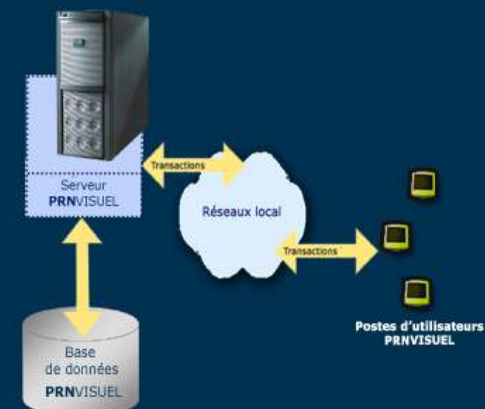 Transactions
Serveur
PRNVISUEL
Réseaux local
Transactions
Postes d'utilisateurs
PRNVISUEL
Base
de données
PRNVISUEL